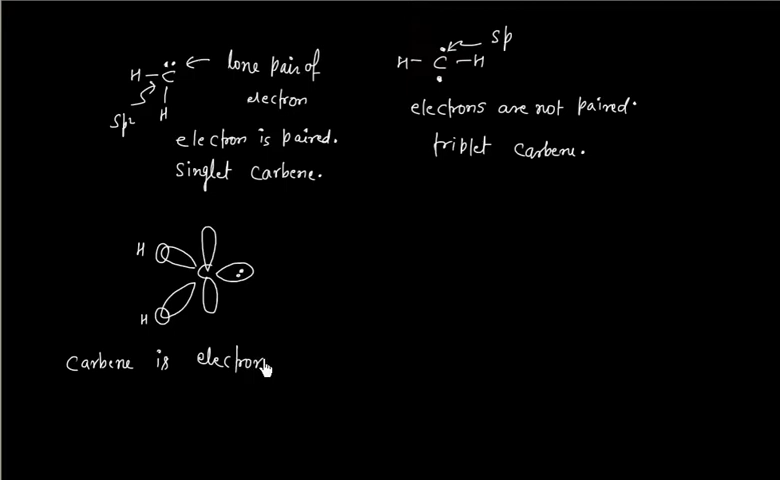 H - C̈ ← lone pair of
electron
sp²
H
electron is paired.
singlet carbene.
sp
H - C - H
electrons are not paired.
triplet carbene.
H
C
H
Carbene is electron